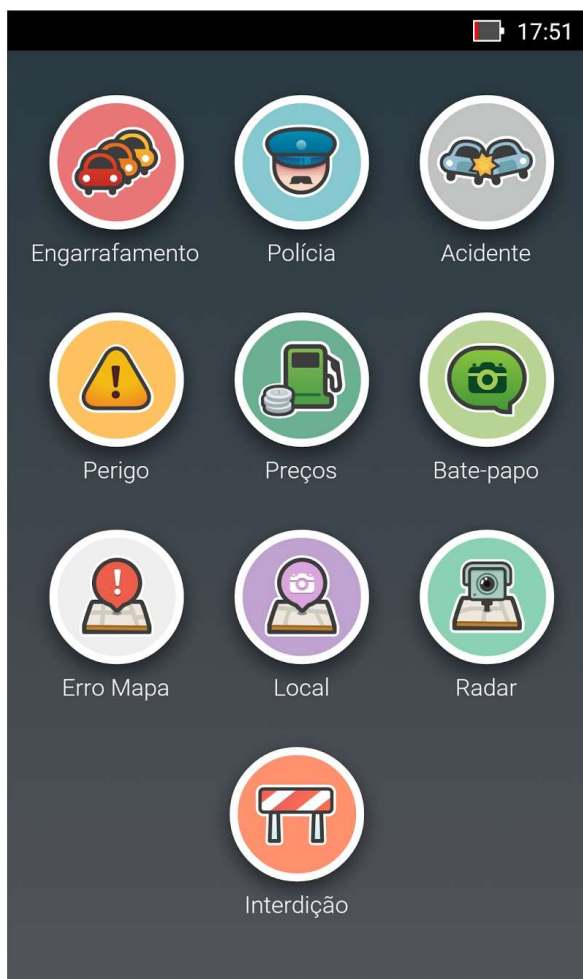 17:51
Engarrafamento Polícia Acidente
Perigo Preços Bate-papo
Erro Mapa Local Radar
Interdição